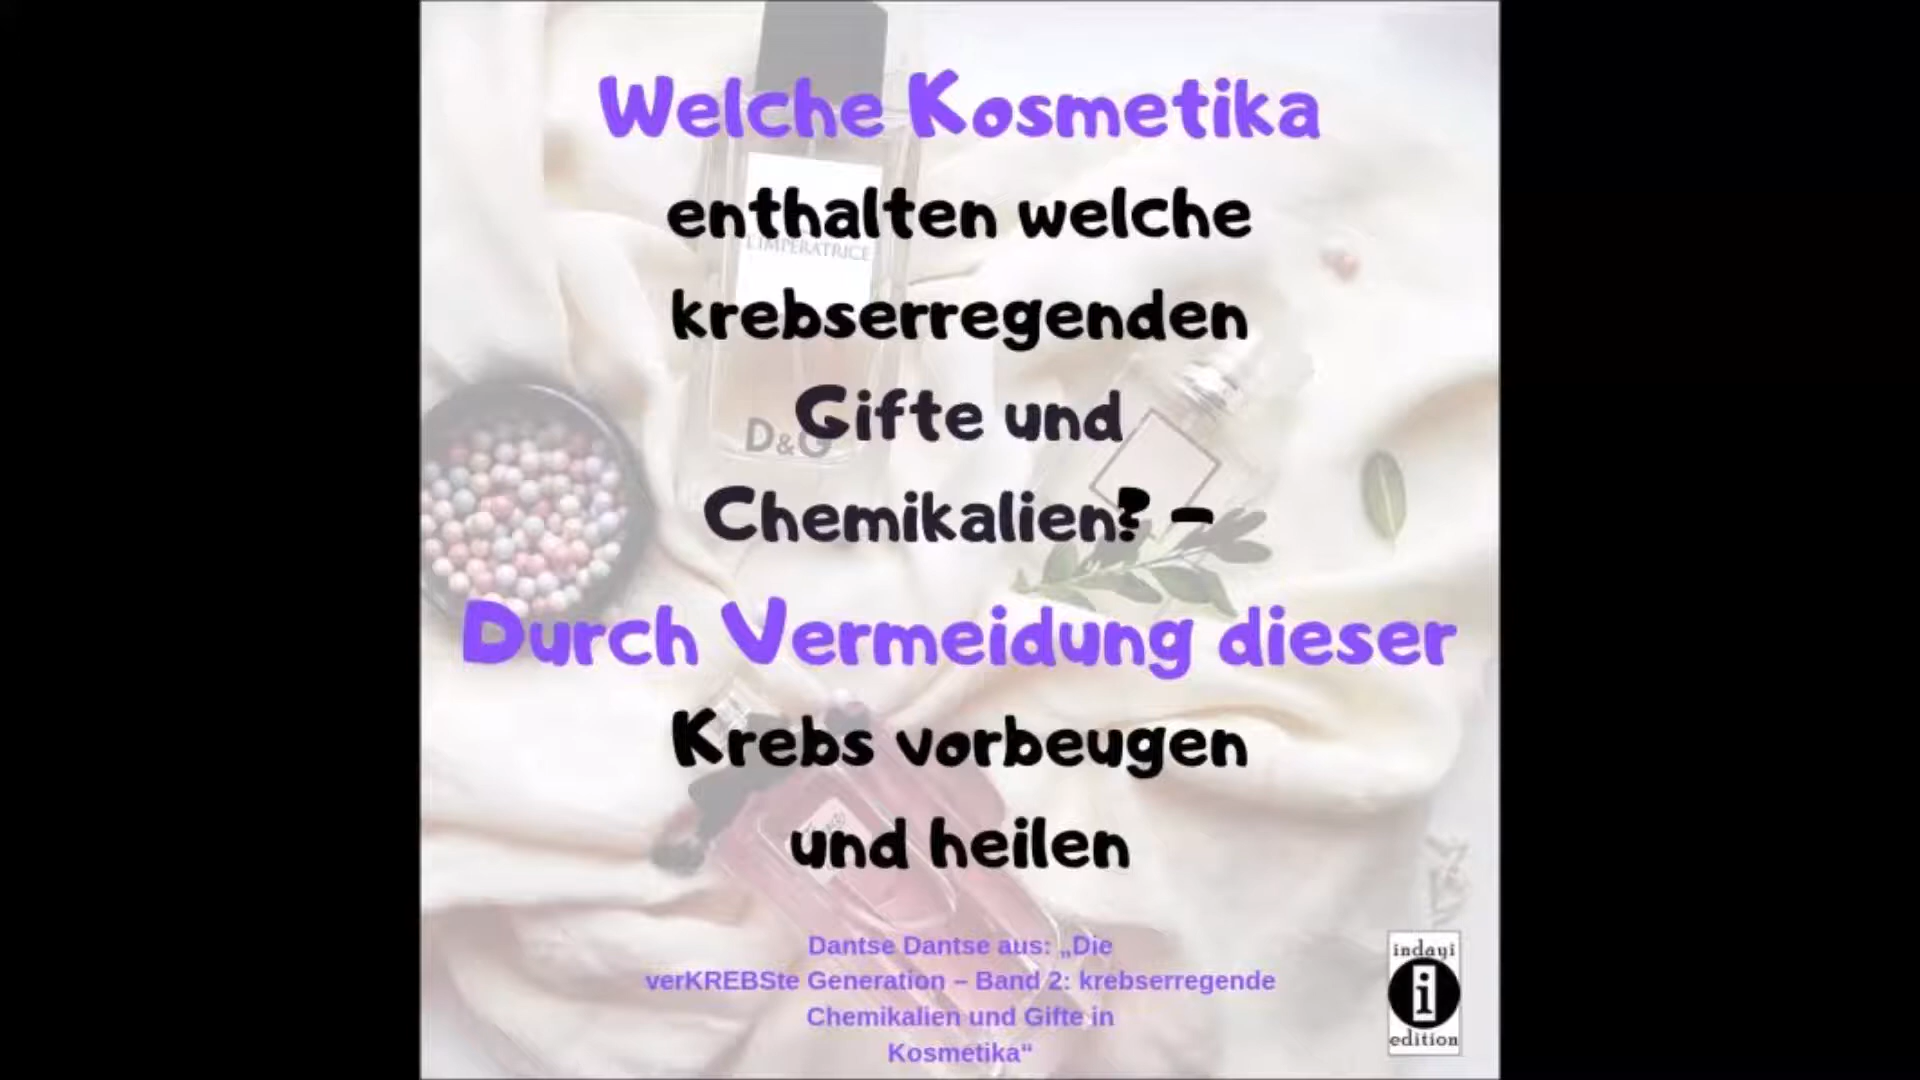 Welche Kosmetika
enthalten welche
L'IMPERATRICE
krebserregenden
Gifte und
D&G
Chemikalien? –
Durch Vermeidung dieser
Krebs vorbeugen
und heilen
Dantse Dantse aus: „Die
verKREBSte Generation – Band 2: krebserregende
Chemikalien und Gifte in
Kosmetika“
indayi
i
edition